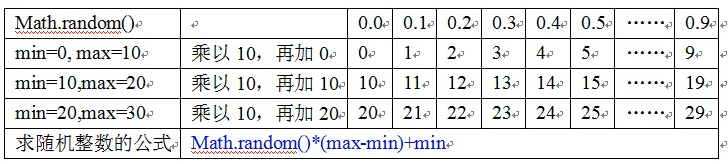 Math.random() 0.0 0.1 0.2 0.3 0.4 0.5 …… 0.9
min=0, max=10 乘以 10，再加 0 0 1 2 3 4 5 …… 9
min=10,max=20 乘以 10，再加 10 10 11 12 13 14 15 …… 19
min=20,max=30 乘以 10，再加 20 20 21 22 23 24 25 …… 29
求随机整数的公式 Math.random()*(max-min)+min